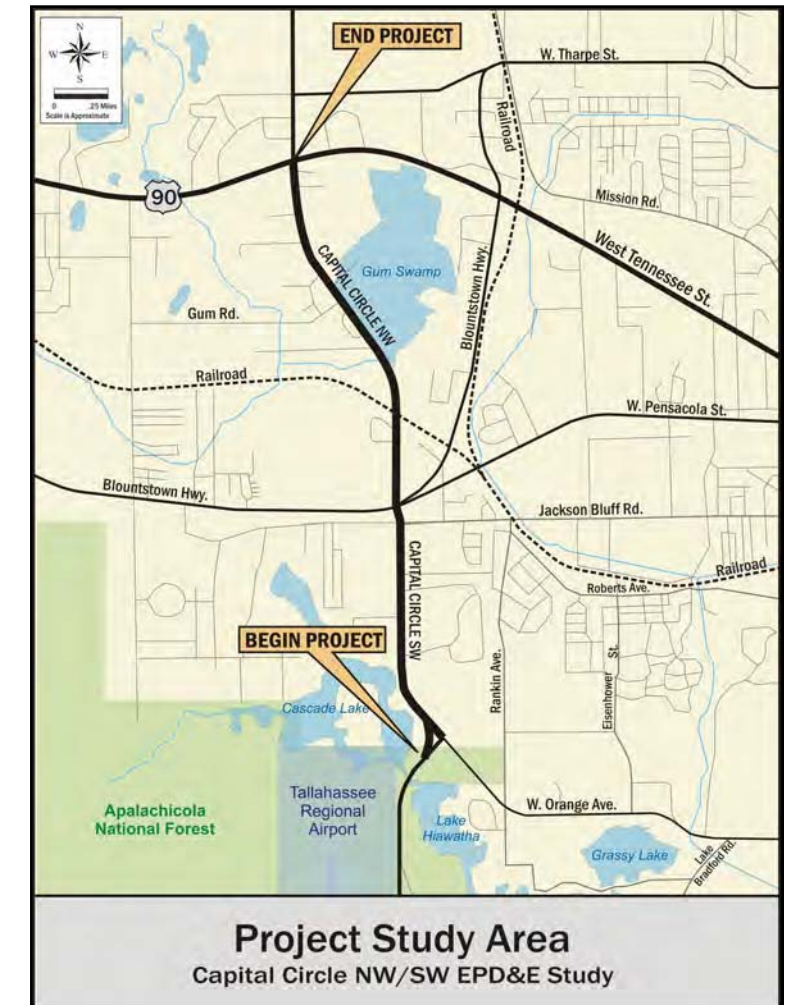 N
W E
S
0 .25 Miles
Scale is Approximate
END PROJECT
W. Tharpe St.
Railroad
90
Mission Rd.
West Tennessee St.
CAPITAL CIRCLE NW
Gum Swamp
Blountstown Hwy.
Gum Rd.
Railroad
W. Pensacola St.
Blountstown Hwy.
Jackson Bluff Rd.
CAPITAL CIRCLE SW
Railroad
Roberts Ave.
BEGIN PROJECT
Rankin Ave.
Eisenhower St.
Cascade Lake
Apalachicola
National Forest
Tallahassee
Regional
Airport
W. Orange Ave.
Lake
Hiawatha
Grassy Lake
Lake
Bradford Rd.
Project Study Area
Capital Circle NW/SW EPD&E Study